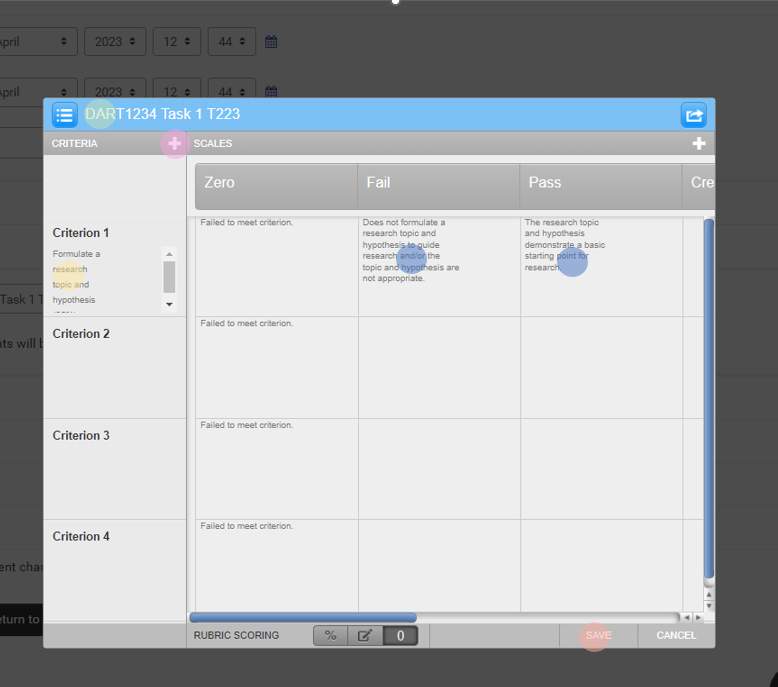 April
2023
12
44
April
2023
12
44
DART1234 Task 1 T223
CRITERIA
SCALES
Zero
Fail
Pass
Cre
Criterion 1
Formulate a
research
topic and
hypothesis
Failed to meet criterion.
Does not formulate a
research topic and
hypothesis to guide
research and/or the
topic and hypothesis are
not appropriate.
The research topic
and hypothesis
demonstrate a basic
starting point for
research
Task 1 T
nts will b
Criterion 2
Failed to meet criterion.
Criterion 3
Failed to meet criterion.
Criterion 4
Failed to meet criterion.
ent cha
eturn to
RUBRIC SCORING
%
0
SAVE
CANCEL